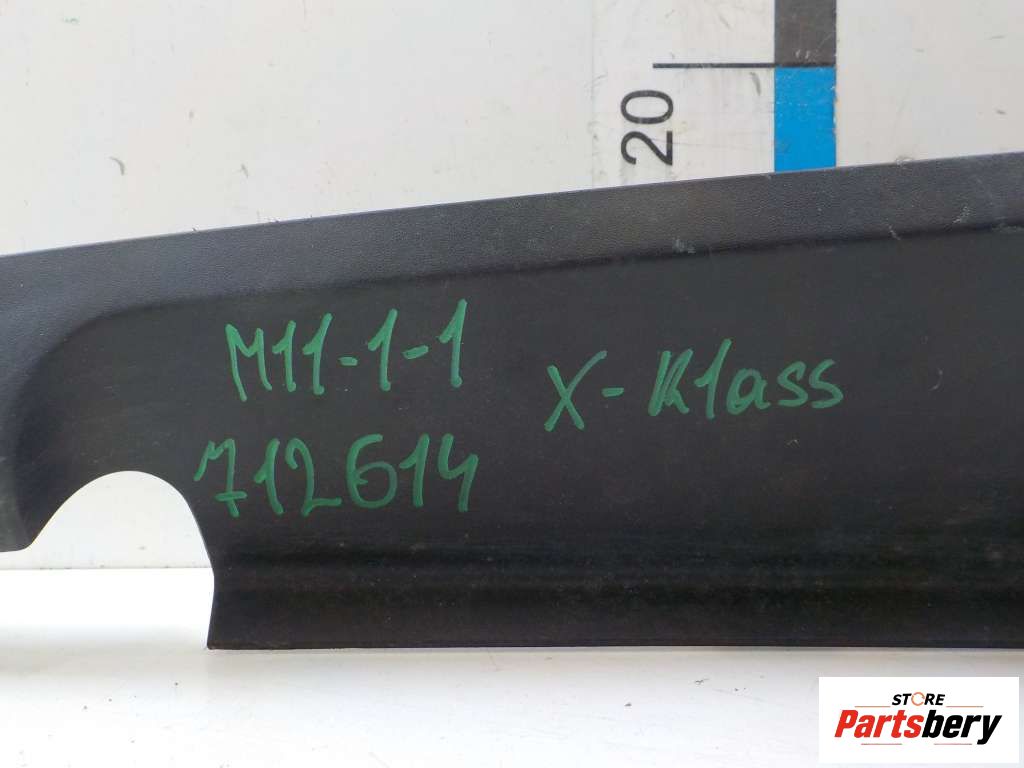 20
M11-1-1
X-Klass
712614
STORE
Partsbery